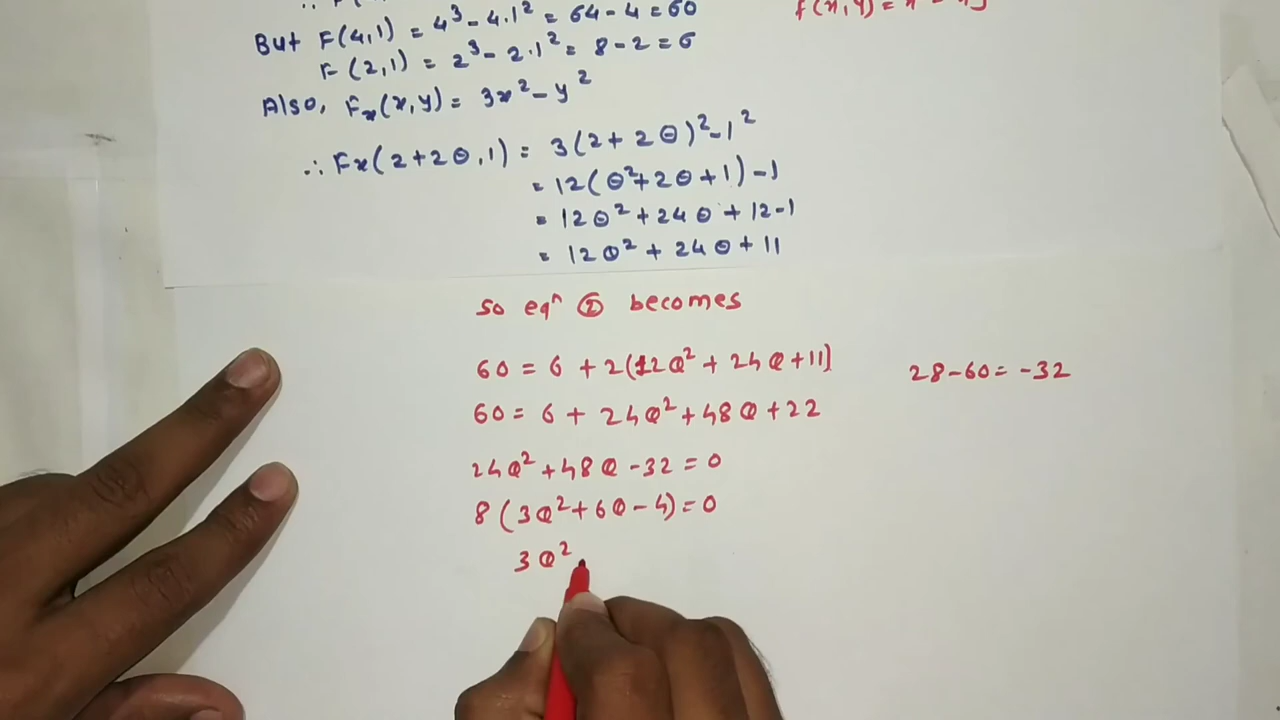 But F(4,1) = 4³ - 4.1² = 64 - 4 = 60
F(2,1) = 2³ - 2.1² = 8 - 2 = 6
Also, Fx(x,y) = 3x² - y²
∴ Fx(2+2θ,1) = 3(2+2θ)² - 1²
= 12(θ²+2θ+1) - 1
= 12θ² + 24θ + 12-1
= 12θ² + 24θ + 11
so eqⁿ ② becomes
60 = 6 + 2(12θ² + 24θ + 11]
60 = 6 + 24θ² + 48θ + 22
28-60 = -32
24θ² + 48θ - 32 = 0
8 (3θ² + 6θ - 4) = 0
3θ²